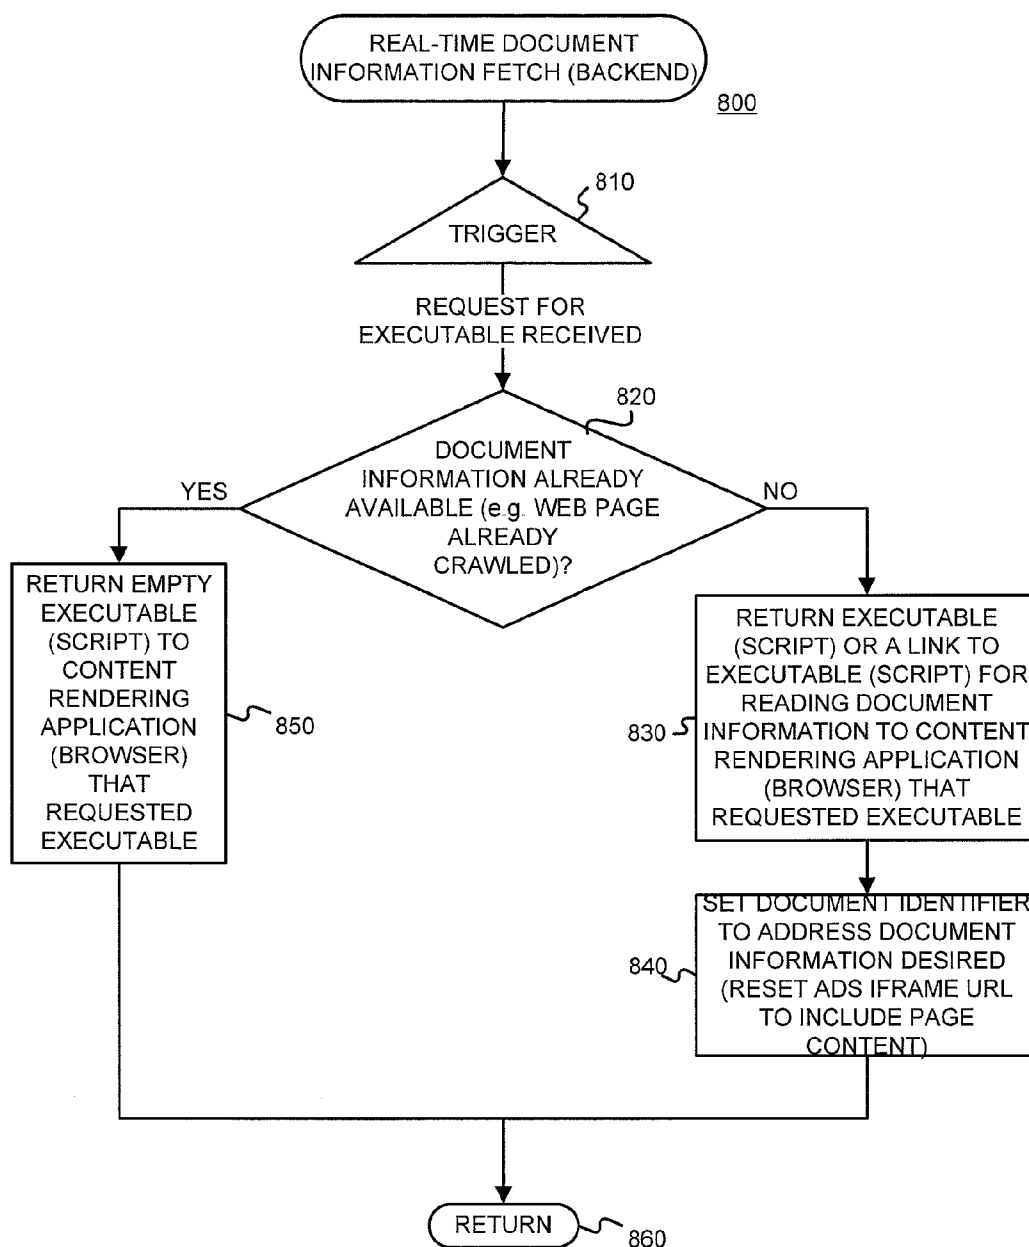 REAL-TIME DOCUMENT
INFORMATION FETCH (BACKEND)
800
810
TRIGGER
REQUEST FOR
EXECUTABLE RECEIVED
820
DOCUMENT
INFORMATION ALREADY
AVAILABLE (e.g. WEB PAGE
ALREADY
CRAWLED)?
YES
NO
RETURN EMPTY
EXECUTABLE
(SCRIPT) TO
CONTENT
RENDERING
APPLICATION
(BROWSER)
THAT
REQUESTED
EXECUTABLE
850
RETURN EXECUTABLE
(SCRIPT) OR A LINK TO
EXECUTABLE (SCRIPT) FOR
READING DOCUMENT
INFORMATION TO CONTENT
RENDERING APPLICATION
(BROWSER) THAT
REQUESTED EXECUTABLE
830
SET DOCUMENT IDENTIFIER
TO ADDRESS DOCUMENT
INFORMATION DESIRED
(RESET ADS IFRAME URL
TO INCLUDE PAGE
CONTENT)
840
RETURN
860